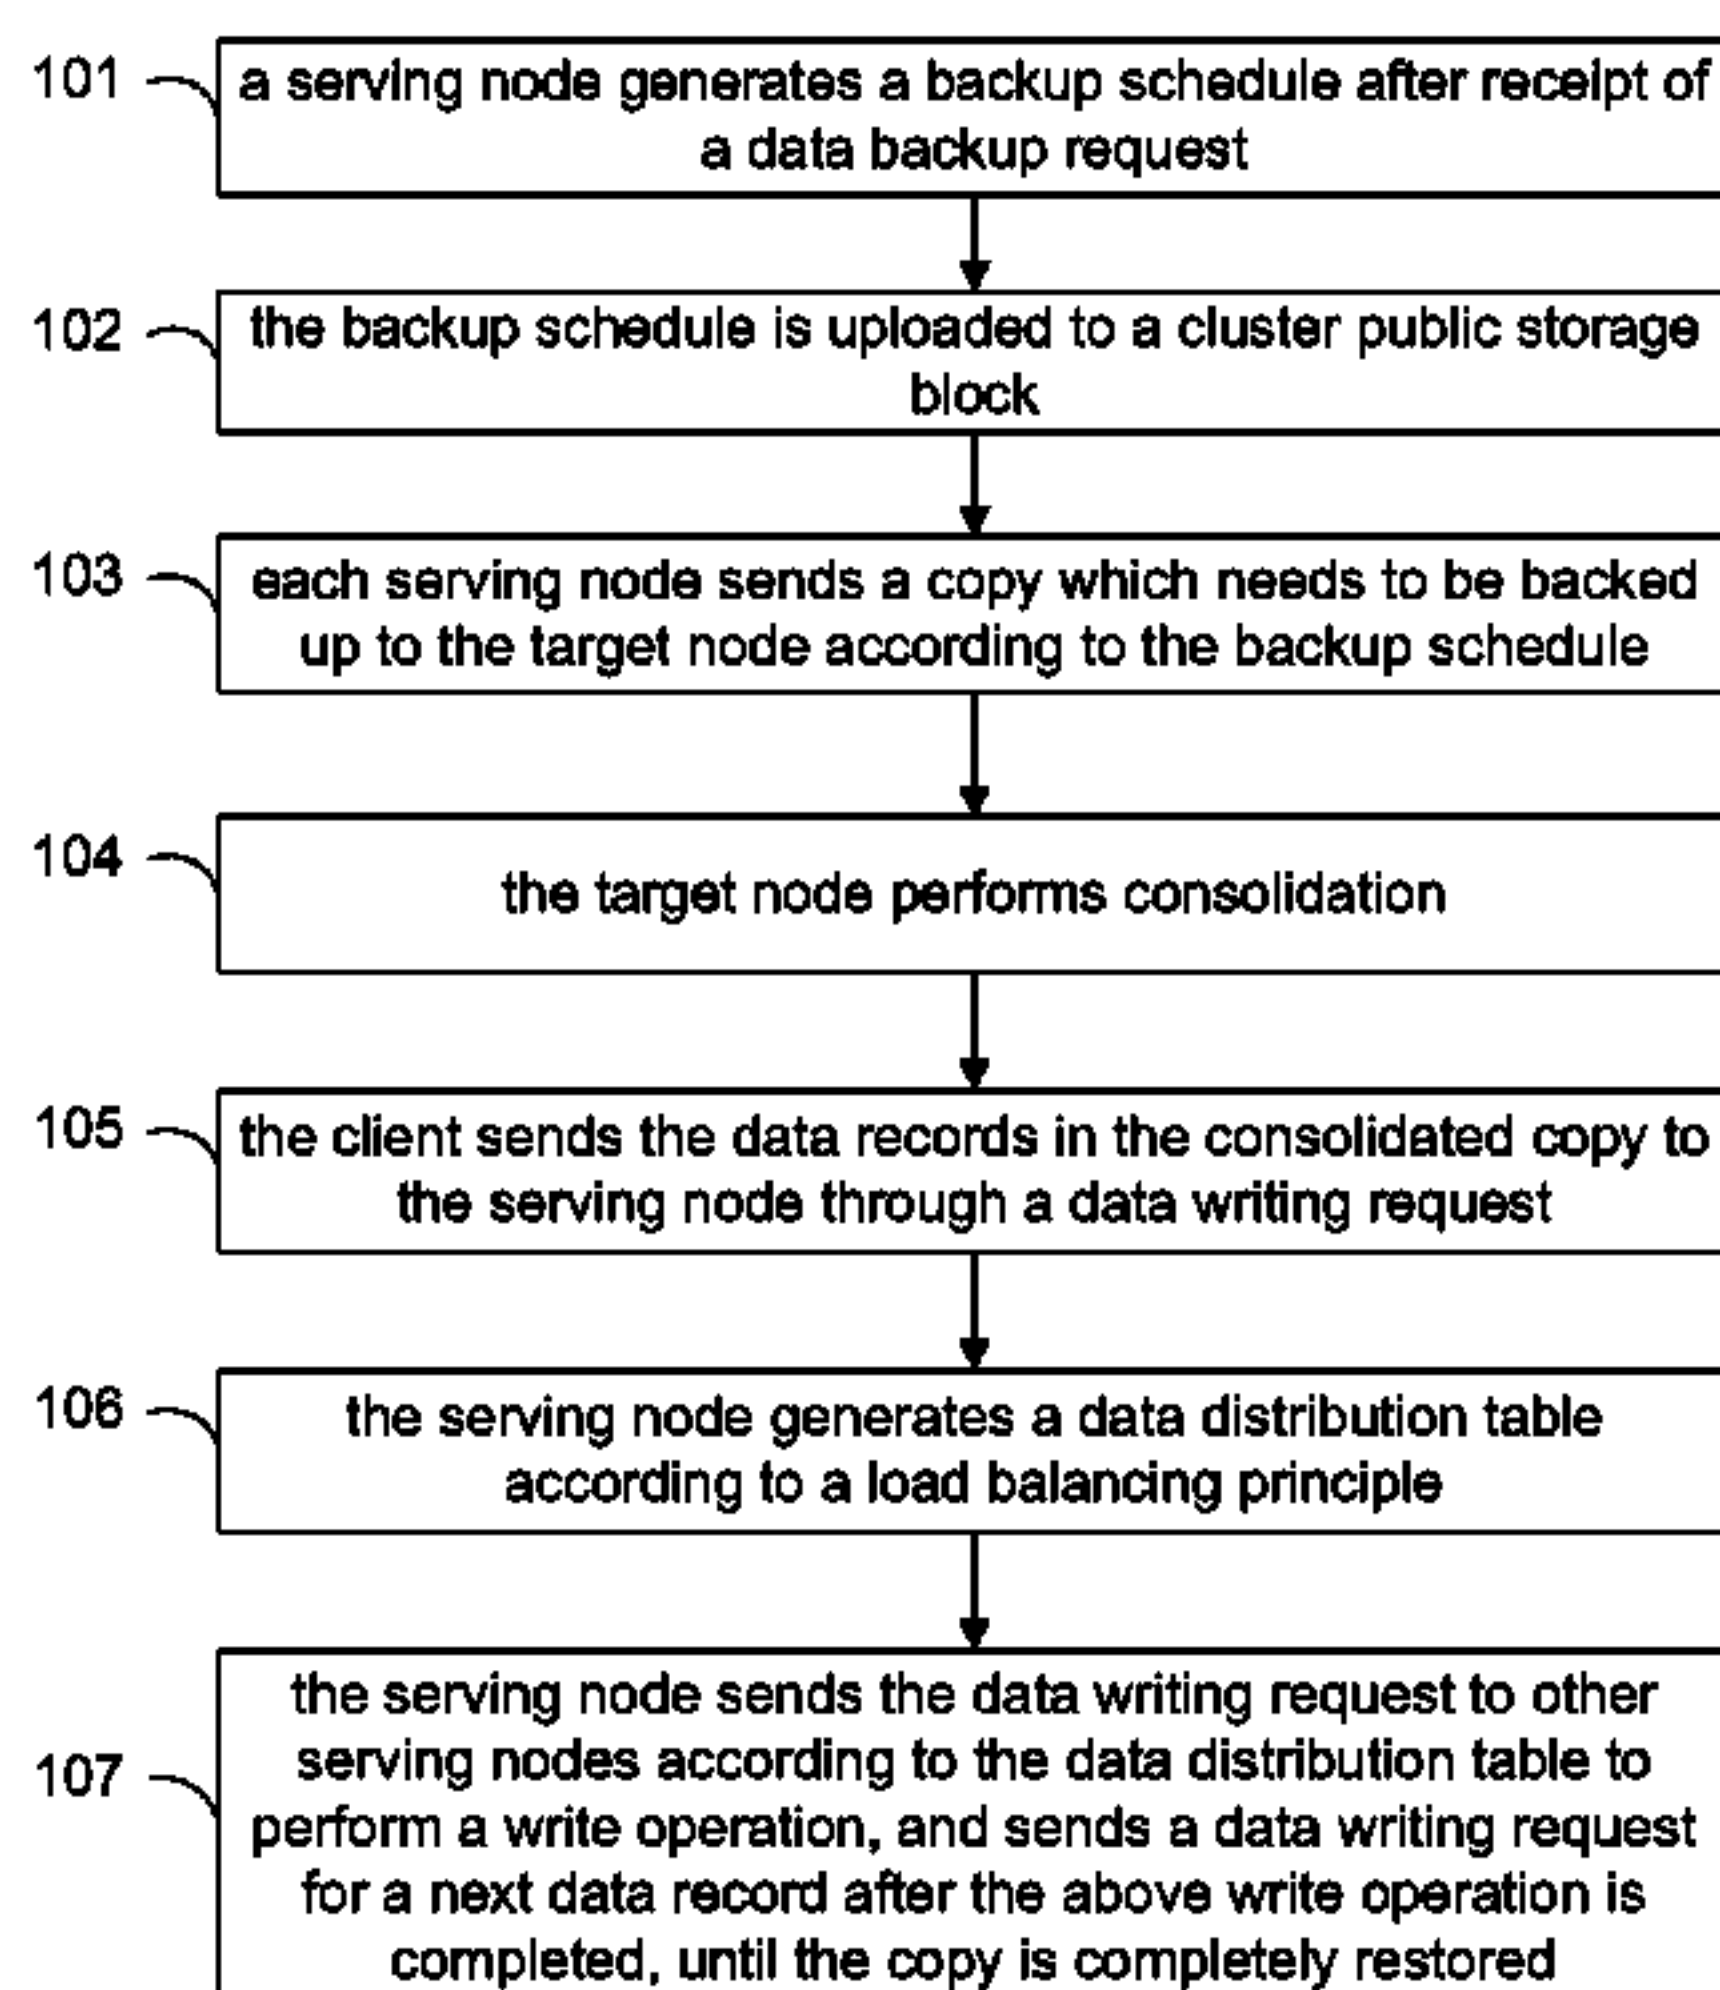 101
a serving node generates a backup schedule after receipt of
a data backup request
102
the backup schedule is uploaded to a cluster public storage
block
103
each serving node sends a copy which needs to be backed
up to the target node according to the backup schedule
104
the target node performs consolidation
105
the client sends the data records in the consolidated copy to
the serving node through a data writing request
106
the serving node generates a data distribution table
according to a load balancing principle
107
the serving node sends the data writing request to other
serving nodes according to the data distribution table to
perform a write operation, and sends a data writing request
for a next data record after the above write operation is
completed, until the copy is completely restored